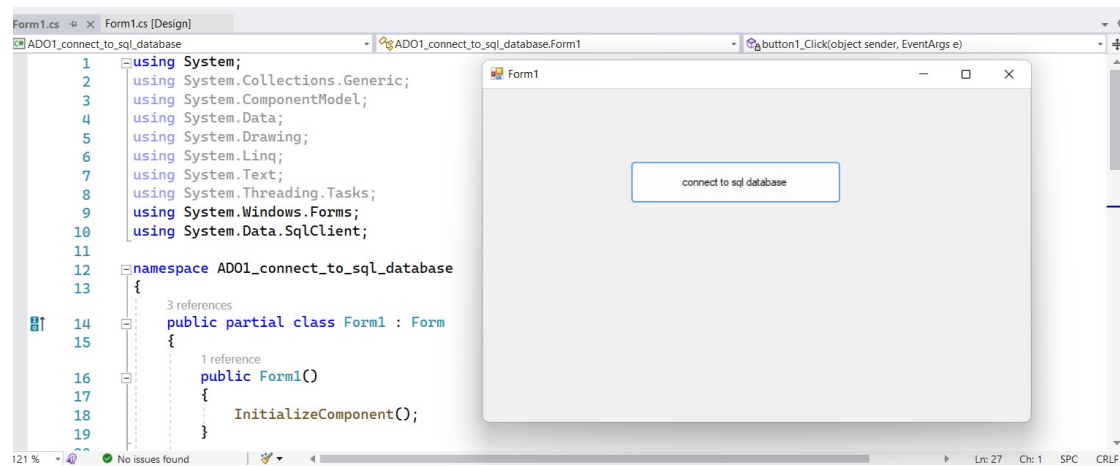 Form1.cs Form1.cs [Design]
ADO1_connect_to_sql_database ADO1_connect_to_sql_database.Form1 button1_Click(object sender, EventArgs e)
1 using System;
2 using System.Collections.Generic;
3 using System.ComponentModel;
4 using System.Data;
5 using System.Drawing;
6 using System.Linq;
7 using System.Text;
8 using System.Threading.Tasks;
9 using System.Windows.Forms;
10 using System.Data.SqlClient;
11
12 namespace ADO1_connect_to_sql_database
13 {
3 references
14 public partial class Form1 : Form
15 {
1 reference
16 public Form1()
17 {
18 InitializeComponent();
19 }
Form1
connect to sql database
121 % No issues found Ln: 27 Ch: 1 SPC CRLF